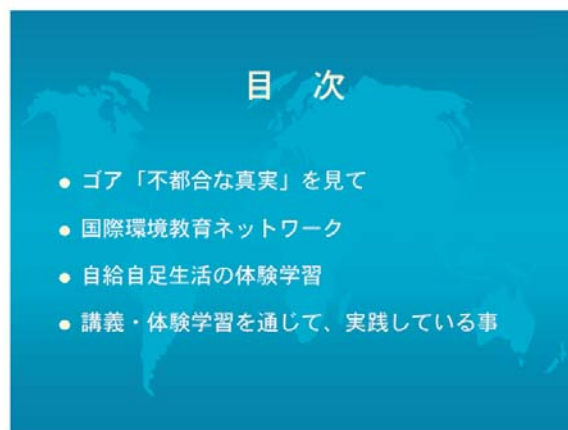 目　次
● ゴア「不都合な真実」を見て
● 国際環境教育ネットワーク
● 自給自足生活の体験学習
● 講義・体験学習を通じて、実践している事